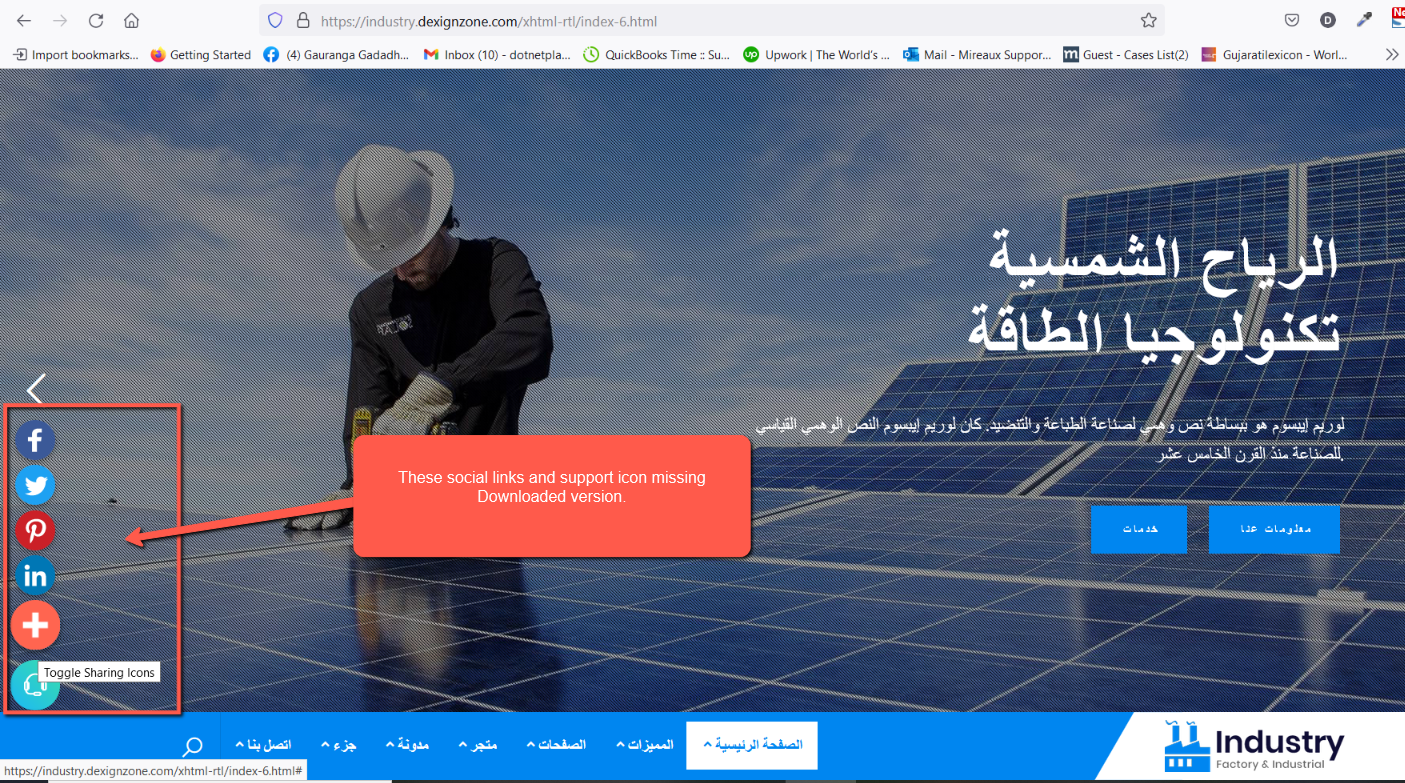 https://industry.dexignzone.com/xhtml-rtl/index-6.html
D
Import bookmarks...
Getting Started
(4) Gauranga Gadadh...
Inbox (10) - dotnetpla...
QuickBooks Time :: Su...
Upwork | The World's ...
Mail - Mireaux Suppor...
Guest - Cases List(2)
Gujaratilexicon - Worl...
الرياح الشمسية
تكنولوجيا الطاقة
لوريم إيبسوم هو ببساطة نص وهمي لصناعة الطباعة والتنضيد. كان لوريم إيبسوم النص الوهمي القياسي
للصناعة منذ القرن الخامس عشر.
معلومات عنا
خدمات
These social links and support icon missing
Downloaded version.
Toggle Sharing Icons
Industry
Factory & Industrial
الصفحة الرئيسية
المميزات
الصفحات
متجر
مدونة
جزء
اتصل بنا
https://industry.dexignzone.com/xhtml-rtl/index-6.html#